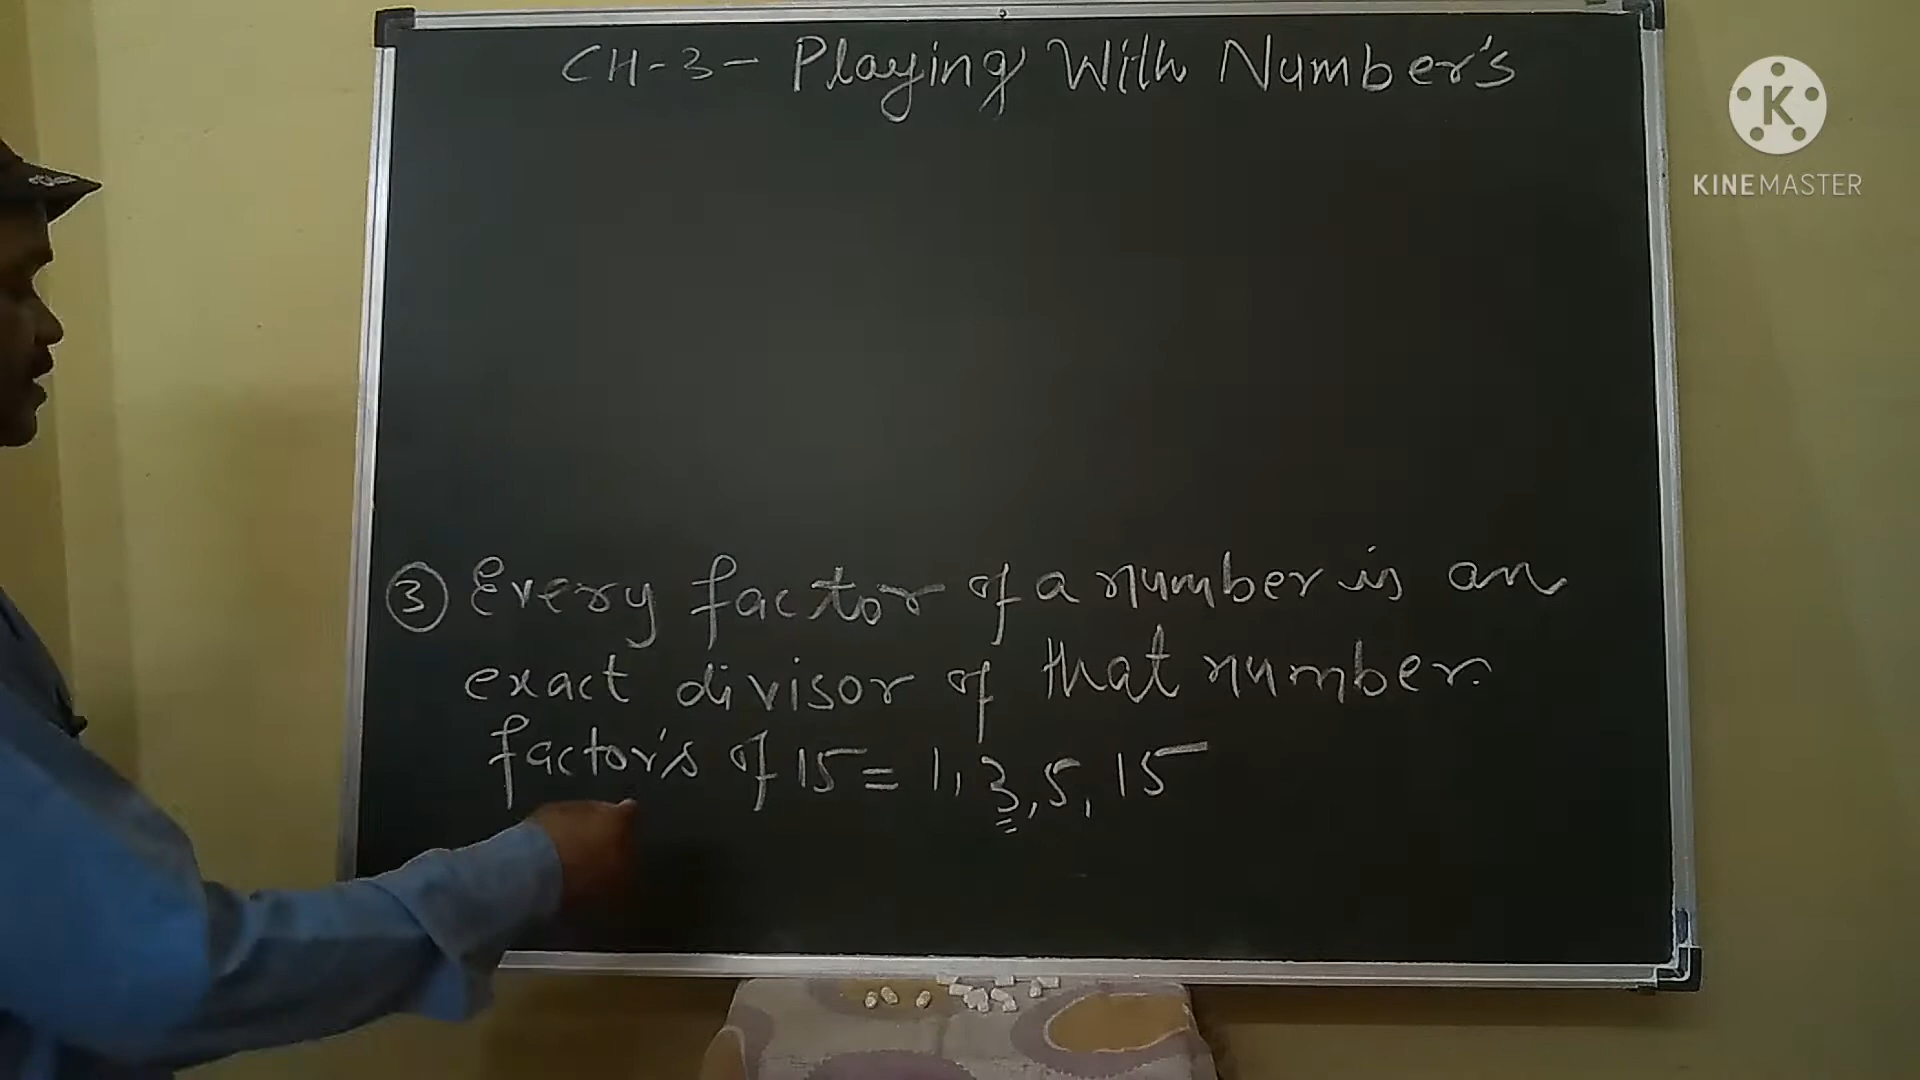 CH-3- Playing With Number's
K
KINEMASTER
③ Every factor of a number is an
exact divisor of that number.
factor's of 15 = 1, 3, 5, 15